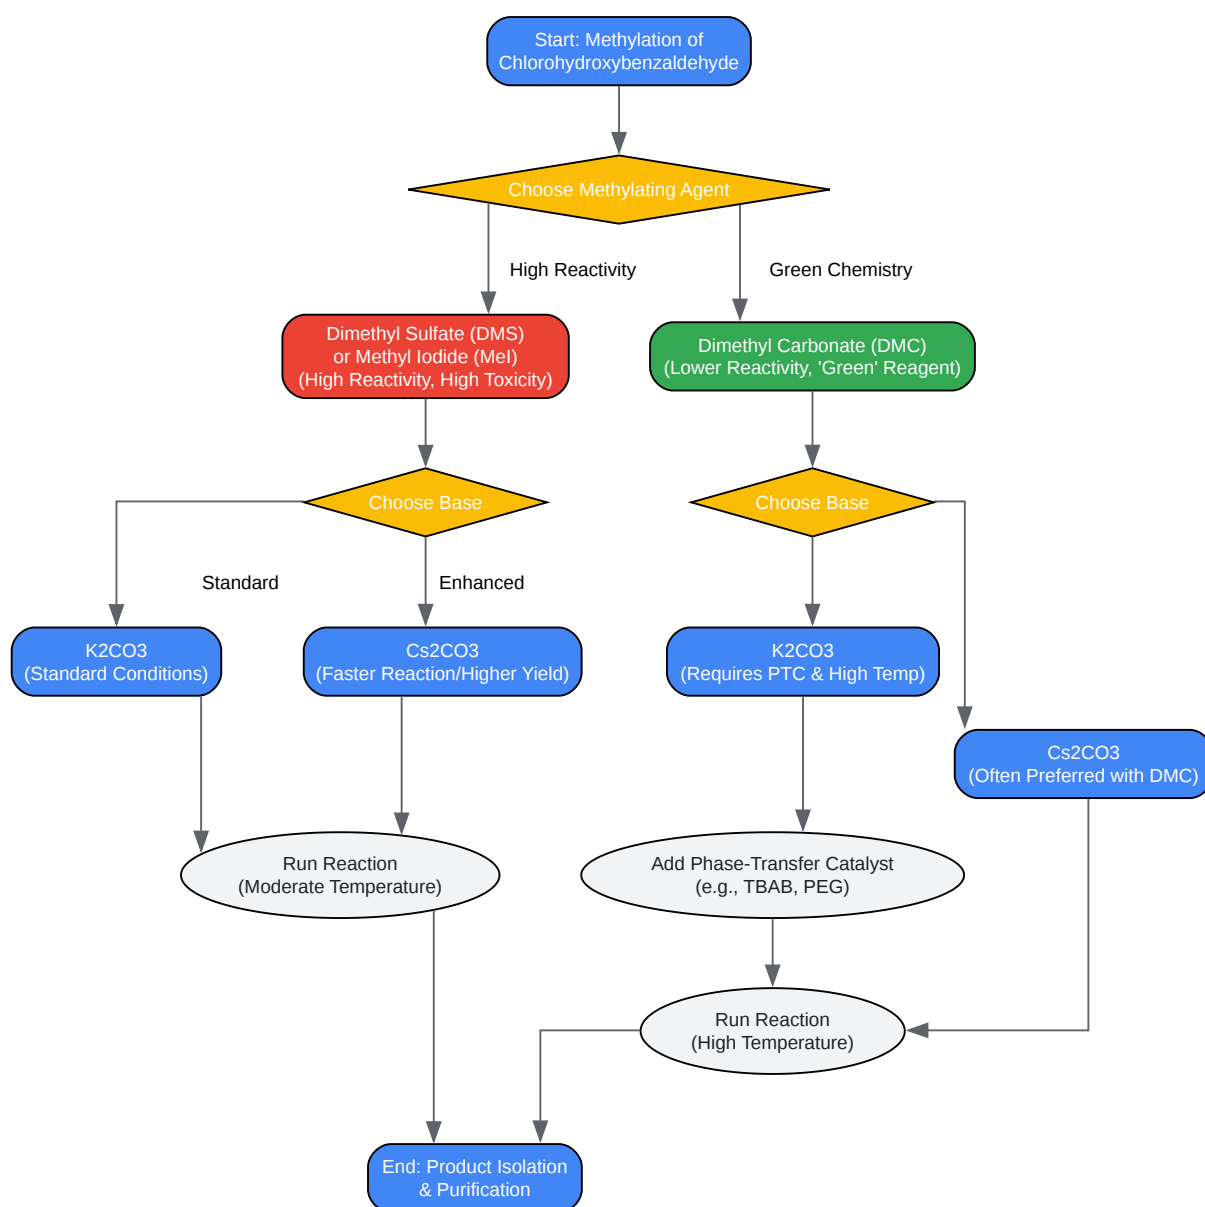 Start: Methylation of
Chlorohydroxybenzaldehyde
Choose Methylating Agent
High Reactivity
Green Chemistry
Dimethyl Sulfate (DMS)
or Methyl Iodide (MeI)
(High Reactivity, High Toxicity)
Dimethyl Carbonate (DMC)
(Lower Reactivity, 'Green' Reagent)
Choose Base
Choose Base
Standard
Enhanced
K2CO3
(Standard Conditions)
Cs2CO3
(Faster Reaction/Higher Yield)
K2CO3
(Requires PTC & High Temp)
Cs2CO3
(Often Preferred with DMC)
Run Reaction
(Moderate Temperature)
Add Phase-Transfer Catalyst
(e.g., TBAB, PEG)
Run Reaction
(High Temperature)
End: Product Isolation
& Purification